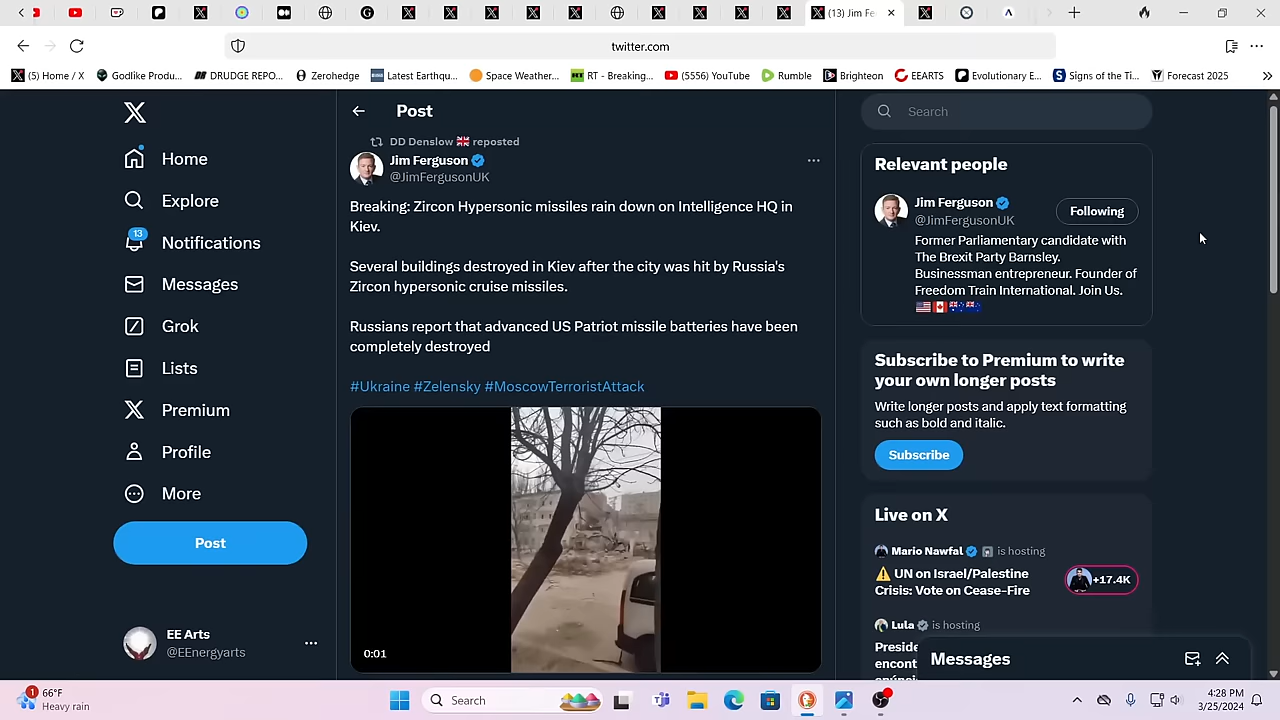 (13) Jim Fe
twitter.com
(5) Home / X
Godlike Produ...
DRUDGE REPO...
Zerohedge
Latest Earthqu...
Space Weather...
RT - Breaking...
(5556) YouTube
Rumble
Brighteon
EEARTS
Evolutionary E...
Signs of the Ti...
Forecast 2025
Home
Explore
13
Notifications
Messages
Grok
Lists
Premium
Profile
More
Post
EE Arts
@EEnergyarts
Post
DD Denslow 🇬🇧 reposted
Jim Ferguson
@JimFergusonUK
Breaking: Zircon Hypersonic missiles rain down on Intelligence HQ in
Kiev.
Several buildings destroyed in Kiev after the city was hit by Russia's
Zircon hypersonic cruise missiles.
Russians report that advanced US Patriot missile batteries have been
completely destroyed
#Ukraine #Zelensky #MoscowTerroristAttack
0:01
Search
Relevant people
Jim Ferguson
@JimFergusonUK
Following
Former Parliamentary candidate with
The Brexit Party Barnsley.
Businessman entrepreneur. Founder of
Freedom Train International. Join Us.
Subscribe to Premium to write
your own longer posts
Write longer posts and apply text formatting
such as bold and italic.
Subscribe
Live on X
Mario Nawfal is hosting
⚠️ UN on Israel/Palestine
Crisis: Vote on Cease-Fire
+17.4K
Lula is hosting
Preside
encont
Messages
1
66°F
Heavy rain
Search
4:28 PM
3/25/2024